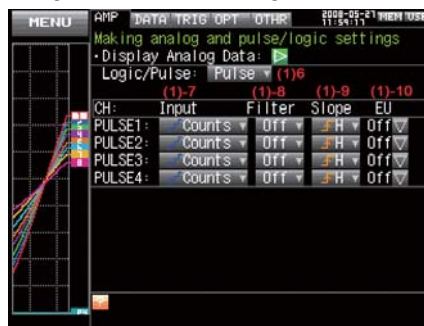 MENU AMP DATA TRIG OPT OTHR 2008-05-21 11:59:11 MEM USB
Making analog and pulse/logic settings
・Display Analog Data:
Logic/Pulse: Pulse (1)6
(1)-7 (1)-8 (1)-9 (1)-10
CH: Input Filter Slope EU
PULSE1: Counts Off H Off
PULSE2: Counts Off H Off
PULSE3: Counts Off H Off
PULSE4: Counts Off H Off